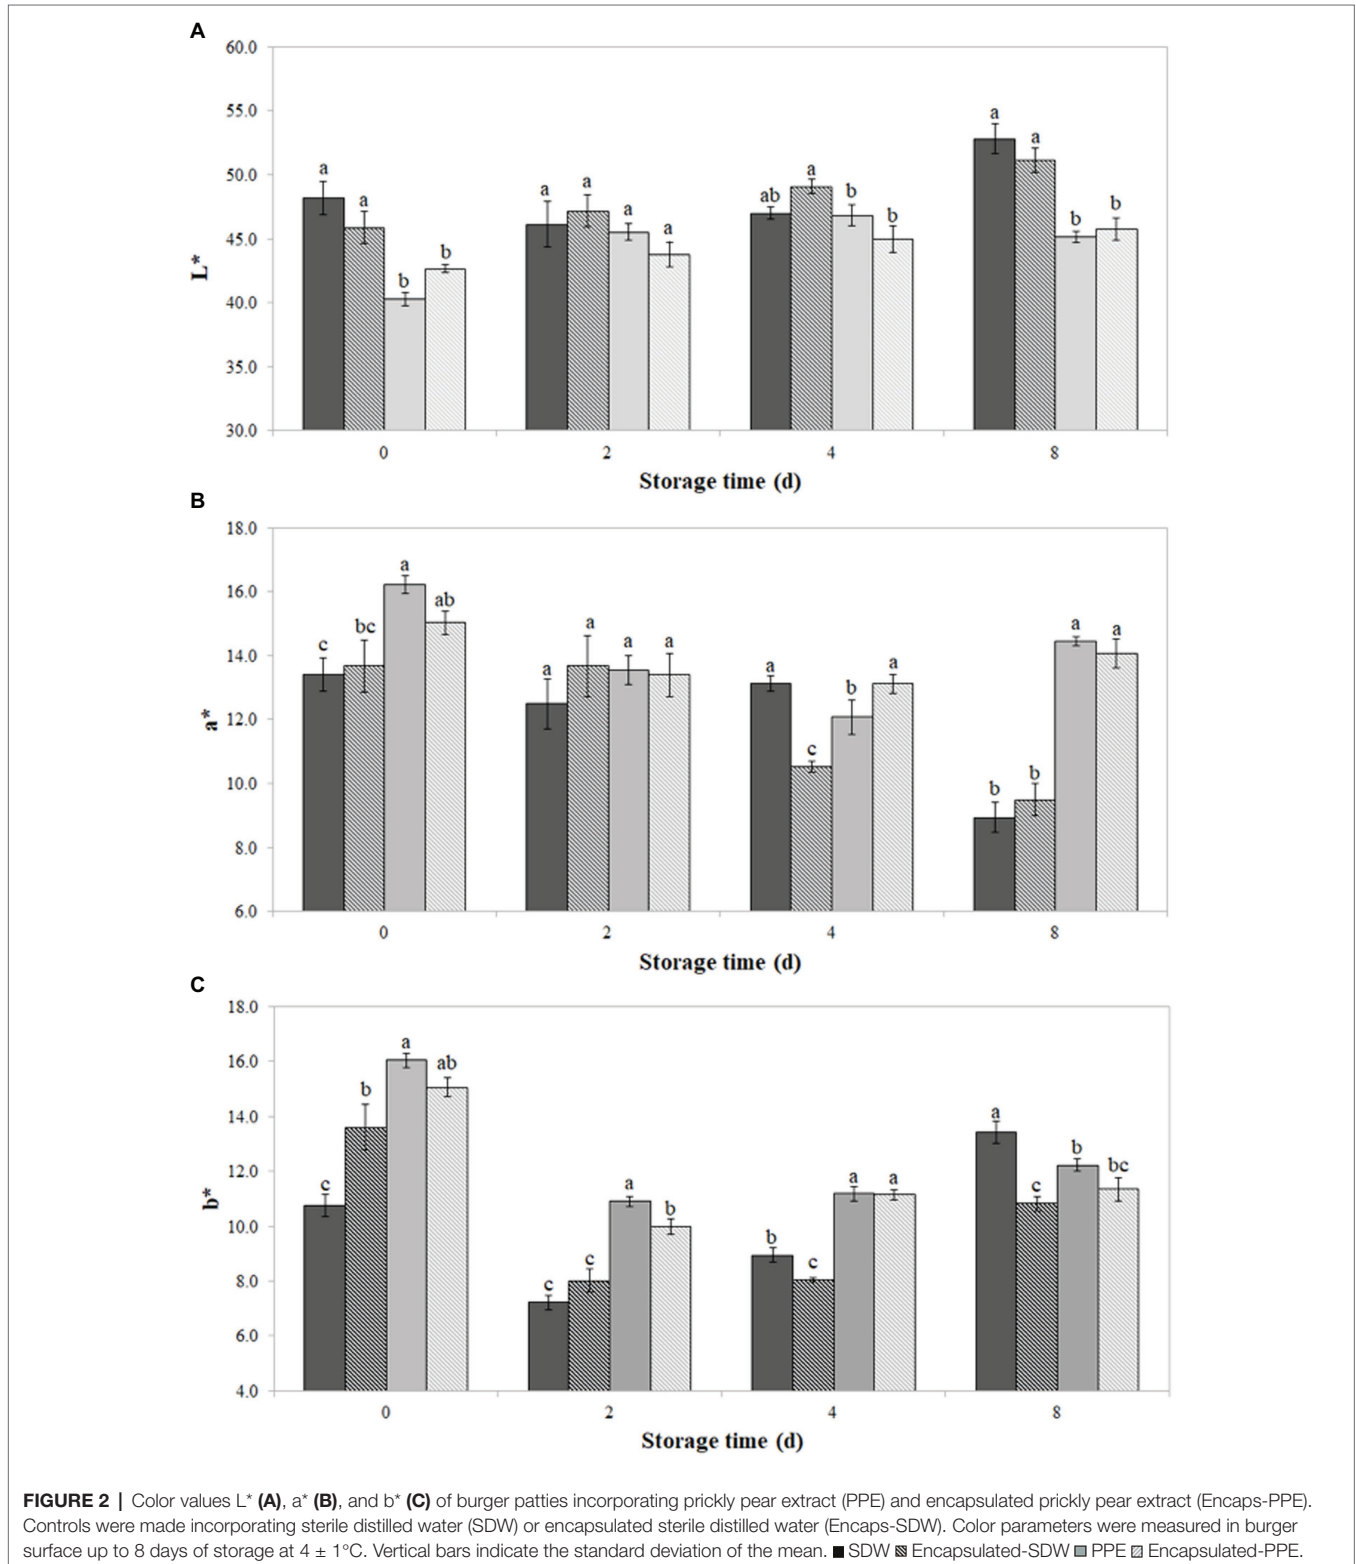 A
60.0
55.0
50.0
45.0
40.0
35.0
30.0
L*
a a b b
a a a a
ab a b b
a a b b
0 2 4 8
Storage time (d)
B
18.0
16.0
14.0
12.0
10.0
8.0
6.0
a*
c bc a ab
a a a a
a c b a
b b a a
0 2 4 8
Storage time (d)
C
18.0
16.0
14.0
12.0
10.0
8.0
6.0
4.0
b*
c b a ab
c c a b
b c a a
a c b bc
0 2 4 8
Storage time (d)
FIGURE 2 | Color values L* (A), a* (B), and b* (C) of burger patties incorporating prickly pear extract (PPE) and encapsulated prickly pear extract (Encaps-PPE).
Controls were made incorporating sterile distilled water (SDW) or encapsulated sterile distilled water (Encaps-SDW). Color parameters were measured in burger
surface up to 8 days of storage at 4 ± 1°C. Vertical bars indicate the standard deviation of the mean. ■ SDW ▧ Encapsulated-SDW ■ PPE ▨ Encapsulated-PPE.